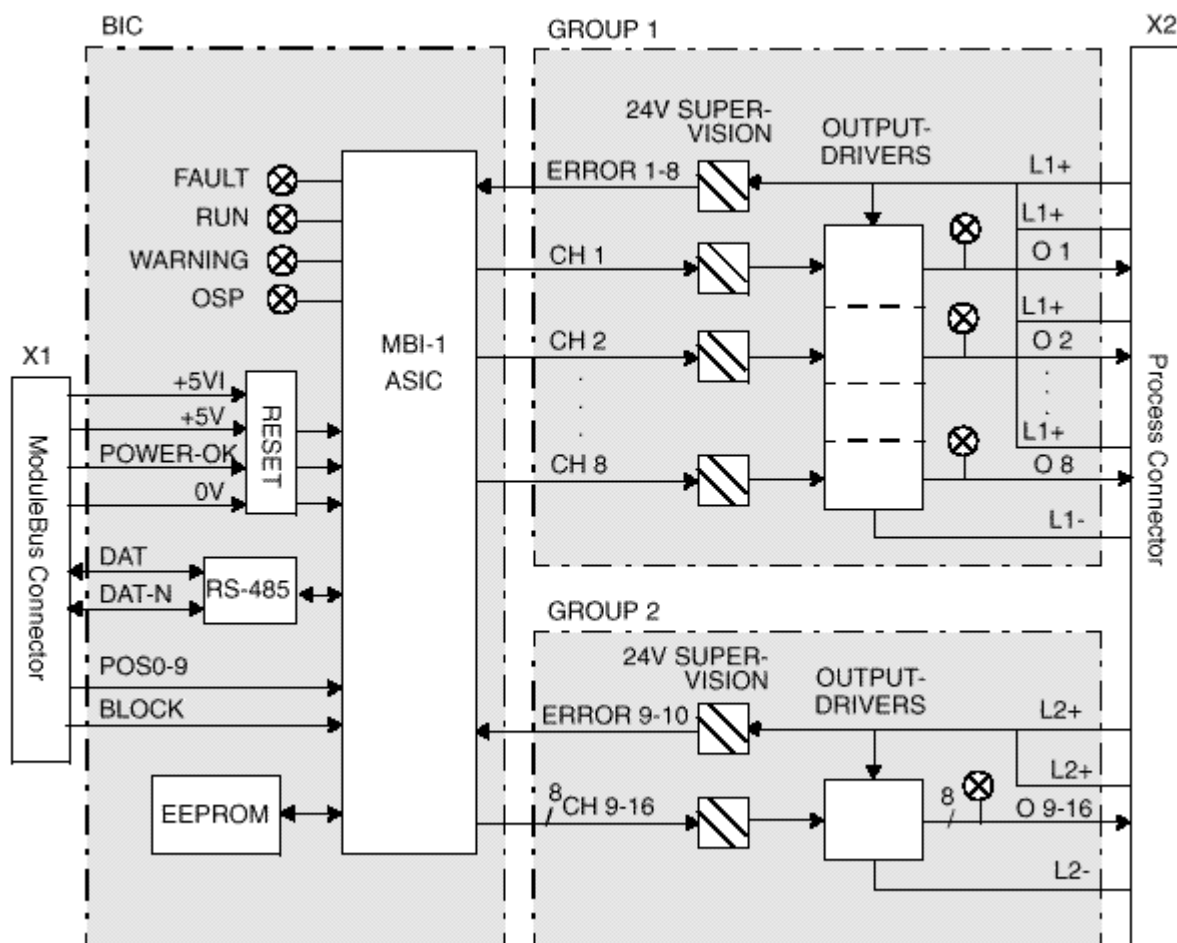 BIC
GROUP 1
X2
24V SUPER-
VISION
OUTPUT-
DRIVERS
FAULT
RUN
WARNING
OSP
ERROR 1-8
L1+
L1+
CH 1
O 1
L1+
CH 2
O 2
L1+
CH 8
O 8
L1-
MBI-1
ASIC
X1
+5VI
+5V
POWER-OK
0V
RESET
DAT
DAT-N
RS-485
POS0-9
BLOCK
EEPROM
ModuleBus Connector
Process Connector
GROUP 2
24V SUPER-
VISION
OUTPUT-
DRIVERS
ERROR 9-10
L2+
L2+
8
CH 9-16
8
O 9-16
L2-